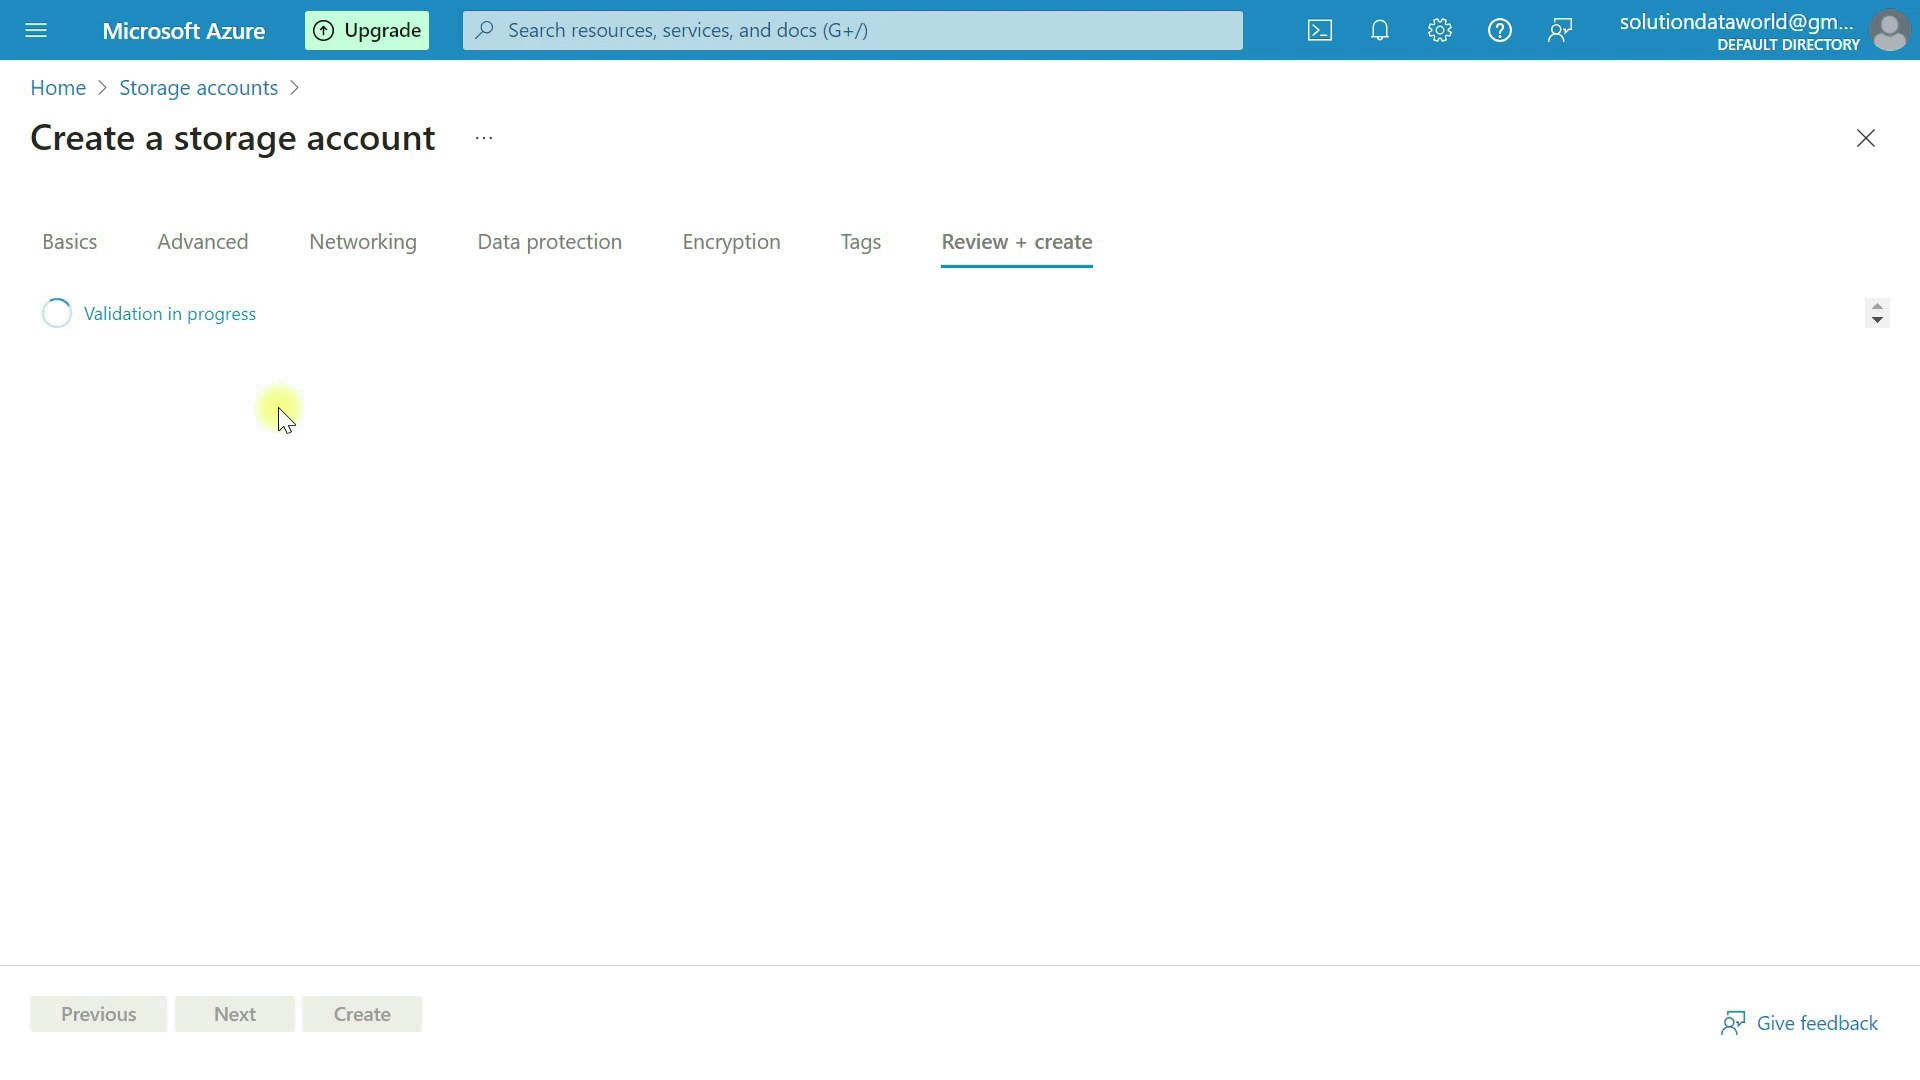 Microsoft Azure
Upgrade
Search resources, services, and docs (G+/)
solutiondataworld@gm...
DEFAULT DIRECTORY
Home > Storage accounts >
Create a storage account ...
Basics Advanced Networking Data protection Encryption Tags Review + create
Validation in progress
Previous Next Create
Give feedback